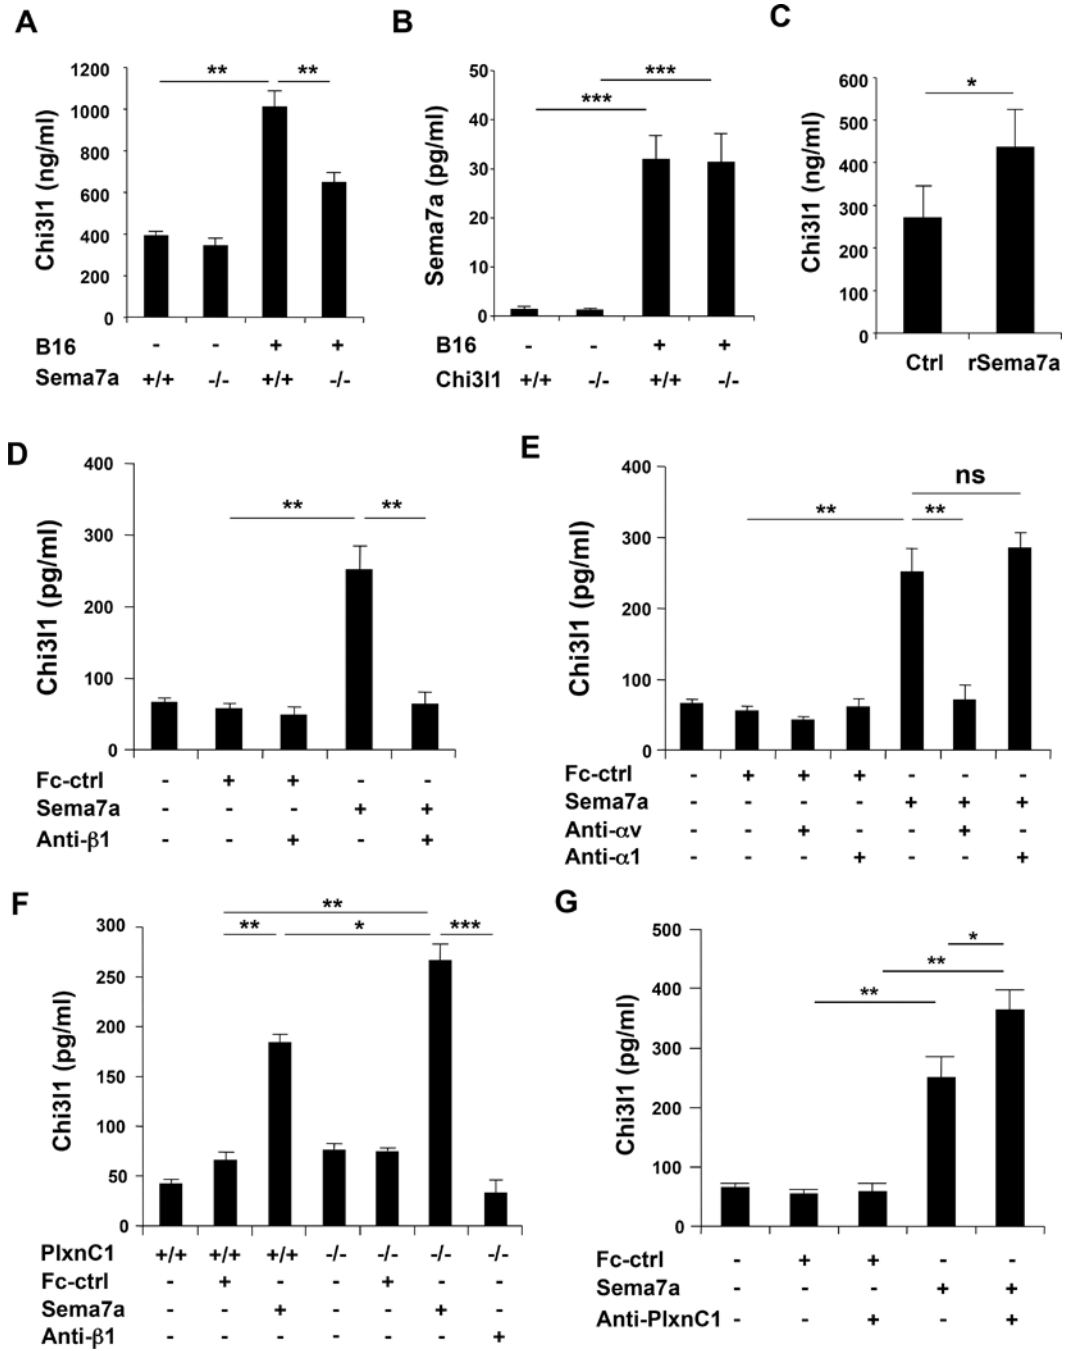 A
Chi3l1 (ng/ml)
1200
1000
800
600
400
200
0
** **
B16 - - + +
Sema7a +/+ -/- +/+ -/-
B
Sema7a (pg/ml)
50
40
30
20
10
0
***
***
B16 - - + +
Chi3l1 +/+ -/- +/+ -/-
C
Chi3l1 (ng/ml)
600
500
400
300
200
100
0
*
Ctrl rSema7a
D
Chi3l1 (pg/ml)
400
300
200
100
0
** **
Fc-ctrl - + + - -
Sema7a - - - + +
Anti-β1 - - + - +
E
Chi3l1 (pg/ml)
400
300
200
100
0
ns
** **
Fc-ctrl - + + + - - -
Sema7a - - - - + + +
Anti-αv - - + - - + -
Anti-α1 - - - + - - +
F
Chi3l1 (pg/ml)
300
250
200
150
100
50
0
**
** * ***
PlxnC1 +/+ +/+ +/+ -/- -/- -/- -/-
Fc-ctrl - + - - + - -
Sema7a - - + - - + -
Anti-β1 - - - - - - +
G
Chi3l1 (pg/ml)
500
400
300
200
100
0
*
**
**
Fc-ctrl - + + - -
Sema7a - - - + +
Anti-PlxnC1 - - + - +